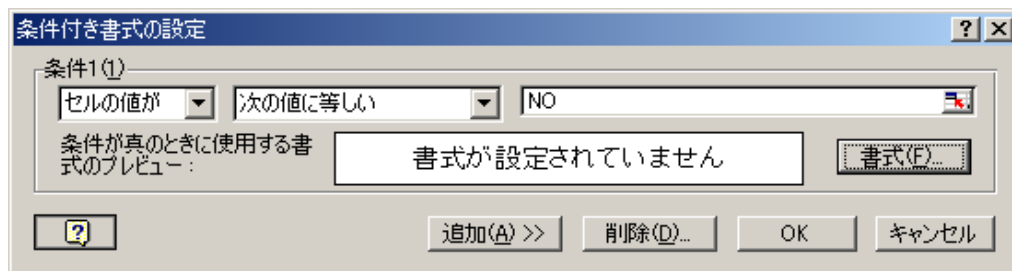 条件付き書式の設定
条件1(1)
セルの値が 次の値に等しい NO
条件が真のときに使用する書
式のプレビュー：
書式が設定されていません
書式(F)...
追加(A) >> 削除(D)... OK キャンセル